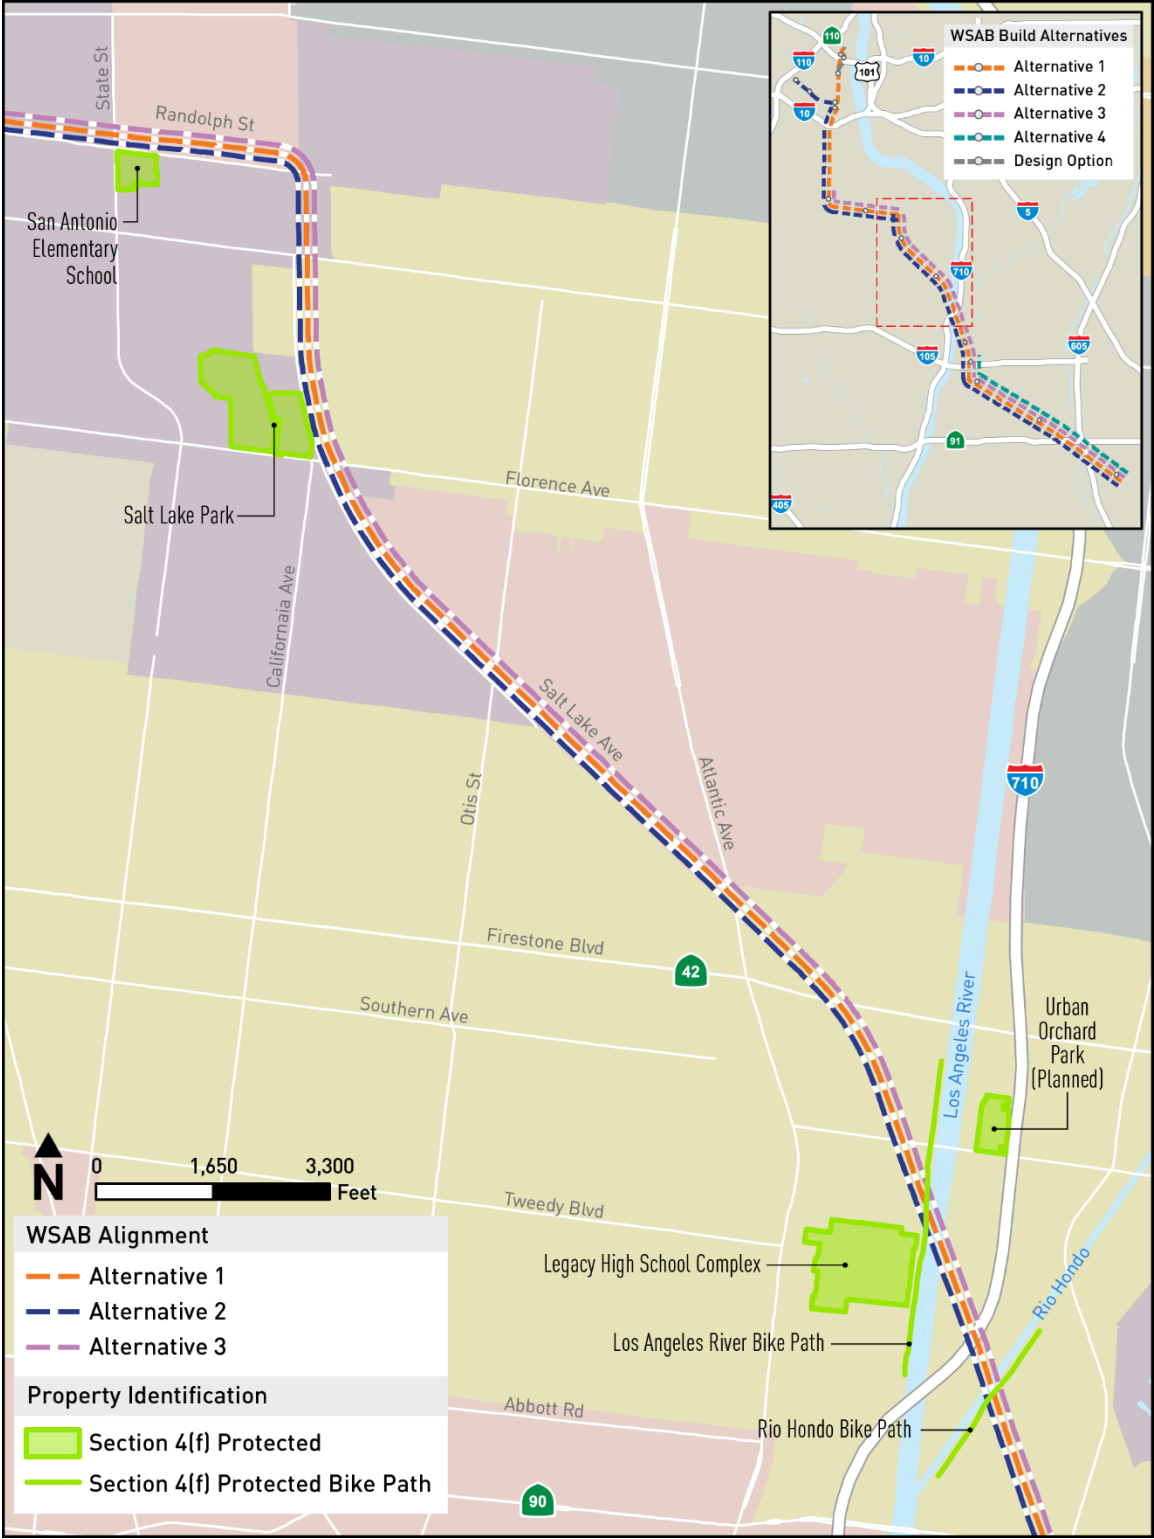 State St
Randolph St
San Antonio
Elementary
School
Salt Lake Park
Florence Ave
Californaia Ave
Salt Lake Ave
Otis St
Atlantic Ave
710
Firestone Blvd
42
Southern Ave
Los Angeles River
Urban
Orchard
Park
(Planned)
Tweedy Blvd
Legacy High School Complex
Rio Hondo
Los Angeles River Bike Path
Abbott Rd
Rio Hondo Bike Path
90
N
0 1,650 3,300
Feet
WSAB Alignment
Alternative 1
Alternative 2
Alternative 3
Property Identification
Section 4(f) Protected
Section 4(f) Protected Bike Path
WSAB Build Alternatives
Alternative 1
Alternative 2
Alternative 3
Alternative 4
Design Option
110
110
101
10
10
5
710
105
605
91
405